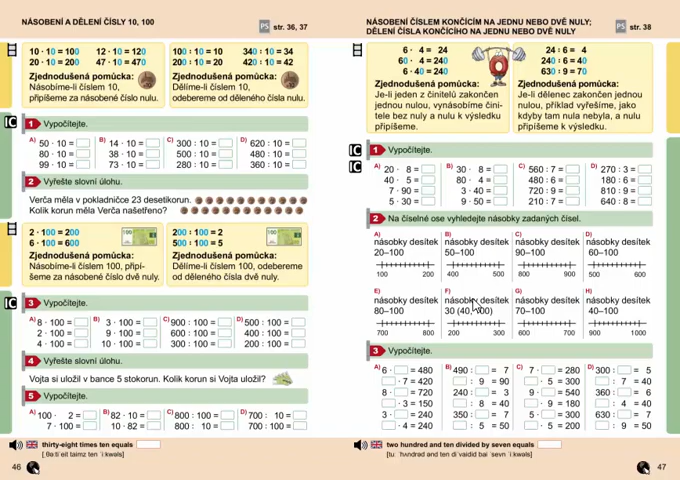 NÁSOBENÍ A DĚLENÍ ČÍSLY 10, 100
PS str. 36, 37
10 · 10 = 100   12 · 10 = 120
20 · 10 = 200   47 · 10 = 470
Zjednodušená pomůcka:
Násobíme-li číslem 10,
připíšeme za násobené číslo nulu.
100 : 10 = 10   340 : 10 = 34
200 : 10 = 20   420 : 10 = 42
Zjednodušená pomůcka:
Dělíme-li číslem 10,
odebereme od děleného čísla nulu.
1 Vypočítejte.
A) 50 · 10 =   B) 14 · 10 =   C) 300 : 10 =   D) 620 : 10 =
80 · 10 =   38 · 10 =   500 : 10 =   480 : 10 =
99 · 10 =   73 · 10 =   280 : 10 =   360 : 10 =
2 Vyřešte slovní úlohu.
Verča měla v pokladničce 23 desetikorun.
Kolik korun měla Verča našetřeno?
2 · 100 = 200
6 · 100 = 600
100
Zjednodušená pomůcka:
Násobíme-li číslem 100, připí-
šeme za násobené číslo dvě nuly.
200 : 100 = 2
500 : 100 = 5
100
Zjednodušená pomůcka:
Dělíme-li číslem 100, odebereme
od děleného čísla dvě nuly.
3 Vypočítejte.
A) 8 · 100 =   B) 3 · 100 =   C) 900 : 100 =   D) 500 : 100 =
2 · 100 =   9 · 100 =   600 : 100 =   400 : 100 =
4 · 100 =   10 · 100 =   300 : 100 =   200 : 100 =
4 Vyřešte slovní úlohu.
Vojta si uložil v bance 5 stokorun. Kolik korun si Vojta uložil?
5 Vypočítejte.
A) 100 · 2 =   B) 82 · 10 =   C) 800 : 100 =   D) 700 : 10 =
7 · 100 =   10 · 82 =   800 : 10 =   700 : 100 =
thirty-eight times ten equals
46
NÁSOBENÍ ČÍSLEM KONČÍCÍM NA JEDNU NEBO DVĚ NULY;
DĚLENÍ ČÍSLA KONČÍCÍHO NA JEDNU NEBO DVĚ NULY
PS str. 38
6 · 4 = 24
60 · 4 = 240
6 · 40 = 240
Zjednodušená pomůcka:
Je-li jeden z činitelů zakončen
jednou nulou, vynásobíme čini-
tele bez nuly a nulu k výsledku
připíšeme.
24 : 6 = 4
240 : 6 = 40
630 : 9 = 70
Zjednodušená pomůcka:
Je-li dělenec zakončen jednou
nulou, příklad vyřešíme, jako
kdyby tam nula nebyla, a nulu
připíšeme k výsledku.
1 Vypočítejte.
A) 20 · 8 =   B) 30 · 8 =   C) 560 : 7 =   D) 270 : 3 =
40 · 5 =   80 · 4 =   480 : 6 =   180 : 6 =
7 · 90 =   3 · 40 =   720 : 9 =   810 : 9 =
5 · 30 =   9 · 50 =   210 : 7 =   640 : 8 =
2 Na číselné ose vyhledejte násobky zadaných čísel.
A) násobky desítek   B) násobky desítek   C) násobky desítek   D) násobky desítek
20–100   50–100   90–100   60–100
100 200   400 500   800 900   500 600
E) násobky desítek   F) násobky desítek   G) násobky desítek   H) násobky desítek
80–100   30 (40, 100)   70–100   40–100
700 800   200 300   600 700   900 1000
3 Vypočítejte.
A) 6 · = 480   B) 490 : = 7   C) 7 · = 280   D) 300 : = 5
· 7 = 420   : 9 = 90   · 5 = 300   : 7 = 40
8 · = 720   240 : = 3   9 · = 540   360 : = 6
· 3 = 150   : 8 = 40   · 9 = 180   : 4 = 40
3 · = 240   350 : = 7   5 · = 300   630 : = 7
· 4 = 240   : 5 = 50   · 5 = 200   : 9 = 50
two hundred and ten divided by seven equals
47